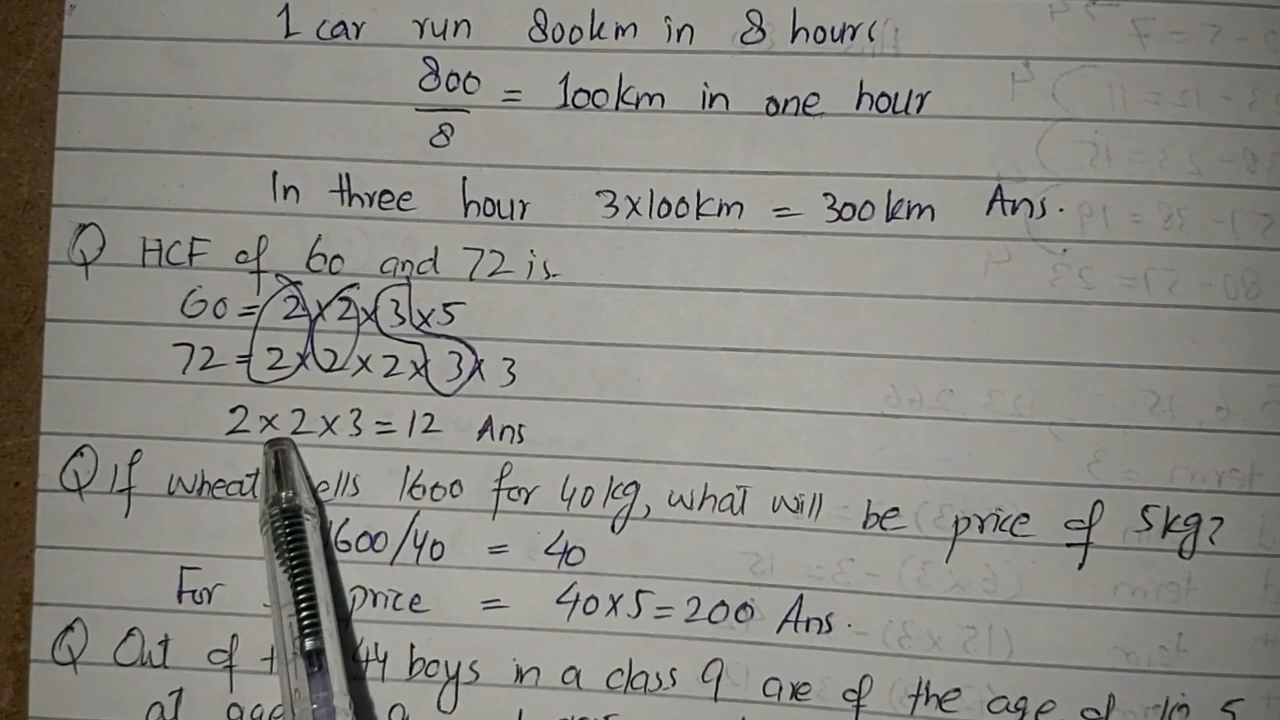 1 car run 800km in 8 hours
800
8
= 100km in one hour
In three hour 3x100km = 300km Ans.
Q HCF of 60 and 72 is
60 = 2x2x3x5
72 = 2x2x2x3x3
2x2x3=12 Ans
Q If wheat ells 1600 for 40kg, what will be price of 5kg?
1600/40 = 40
For price = 40x5=200 Ans.
Q Out of 44 boys in a class 9 are of the age of